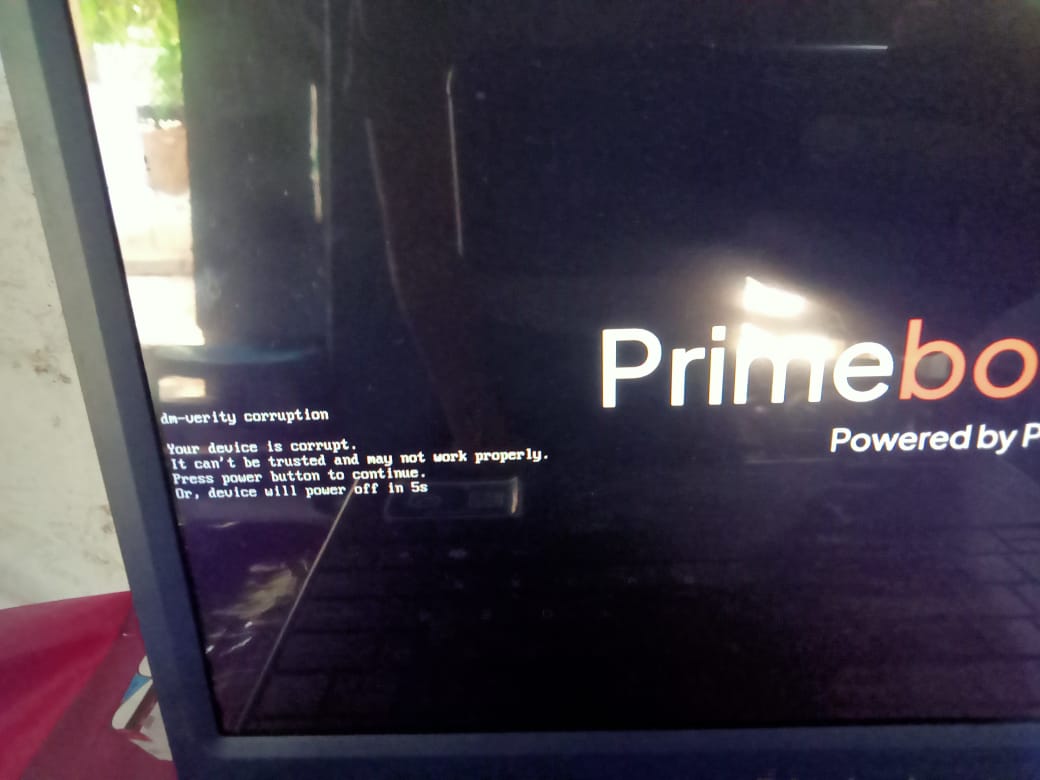 dm-verity corruption
Your device is corrupt.
It can't be trusted and may not work properly.
Press power button to continue.
Or, device will power off in 5s
Primebo
Powered by P